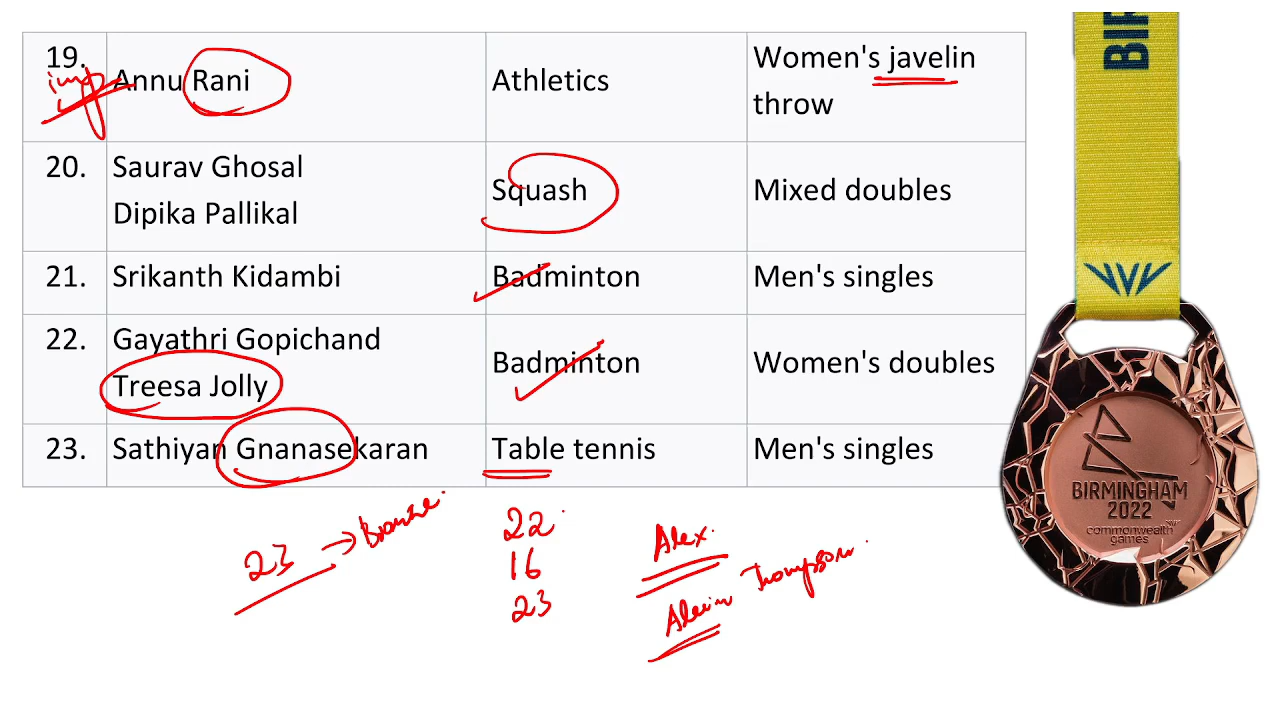 19.
imp
Annu Rani
Athletics
Women's javelin
throw
20.
Saurav Ghosal
Dipika Pallikal
Squash
Mixed doubles
21.
Srikanth Kidambi
Badminton
Men's singles
22.
Gayathri Gopichand
Treesa Jolly
Badminton
Women's doubles
23.
Sathiyan Gnanasekaran
Table tennis
Men's singles
23 → Bronze
22
16
23
Alex
Thompson
BIR
BIRMINGHAM
2022
commonwealth
games